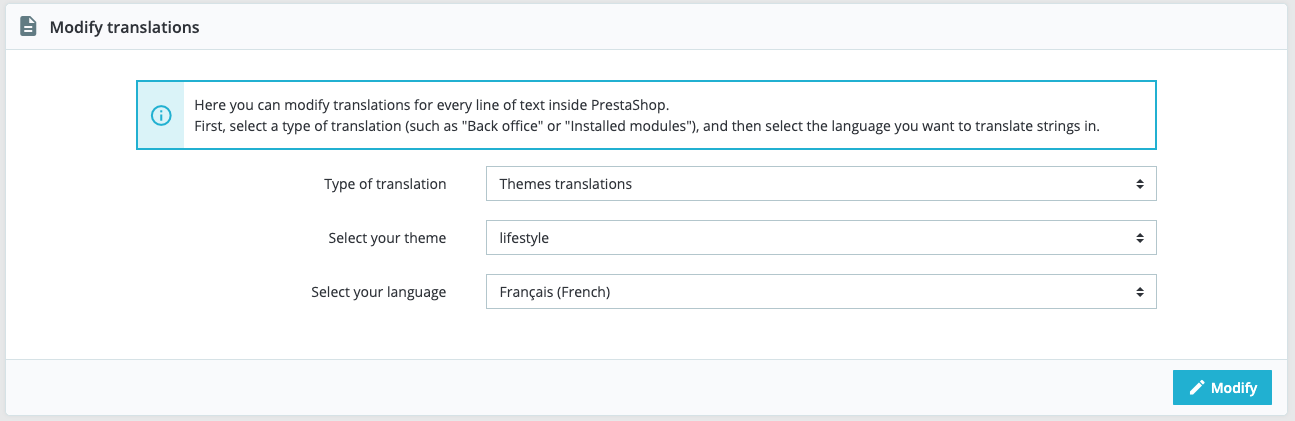 Modify translations
Here you can modify translations for every line of text inside PrestaShop.
First, select a type of translation (such as "Back office" or "Installed modules"), and then select the language you want to translate strings in.
Type of translation
Themes translations
Select your theme
lifestyle
Select your language
Français (French)
Modify